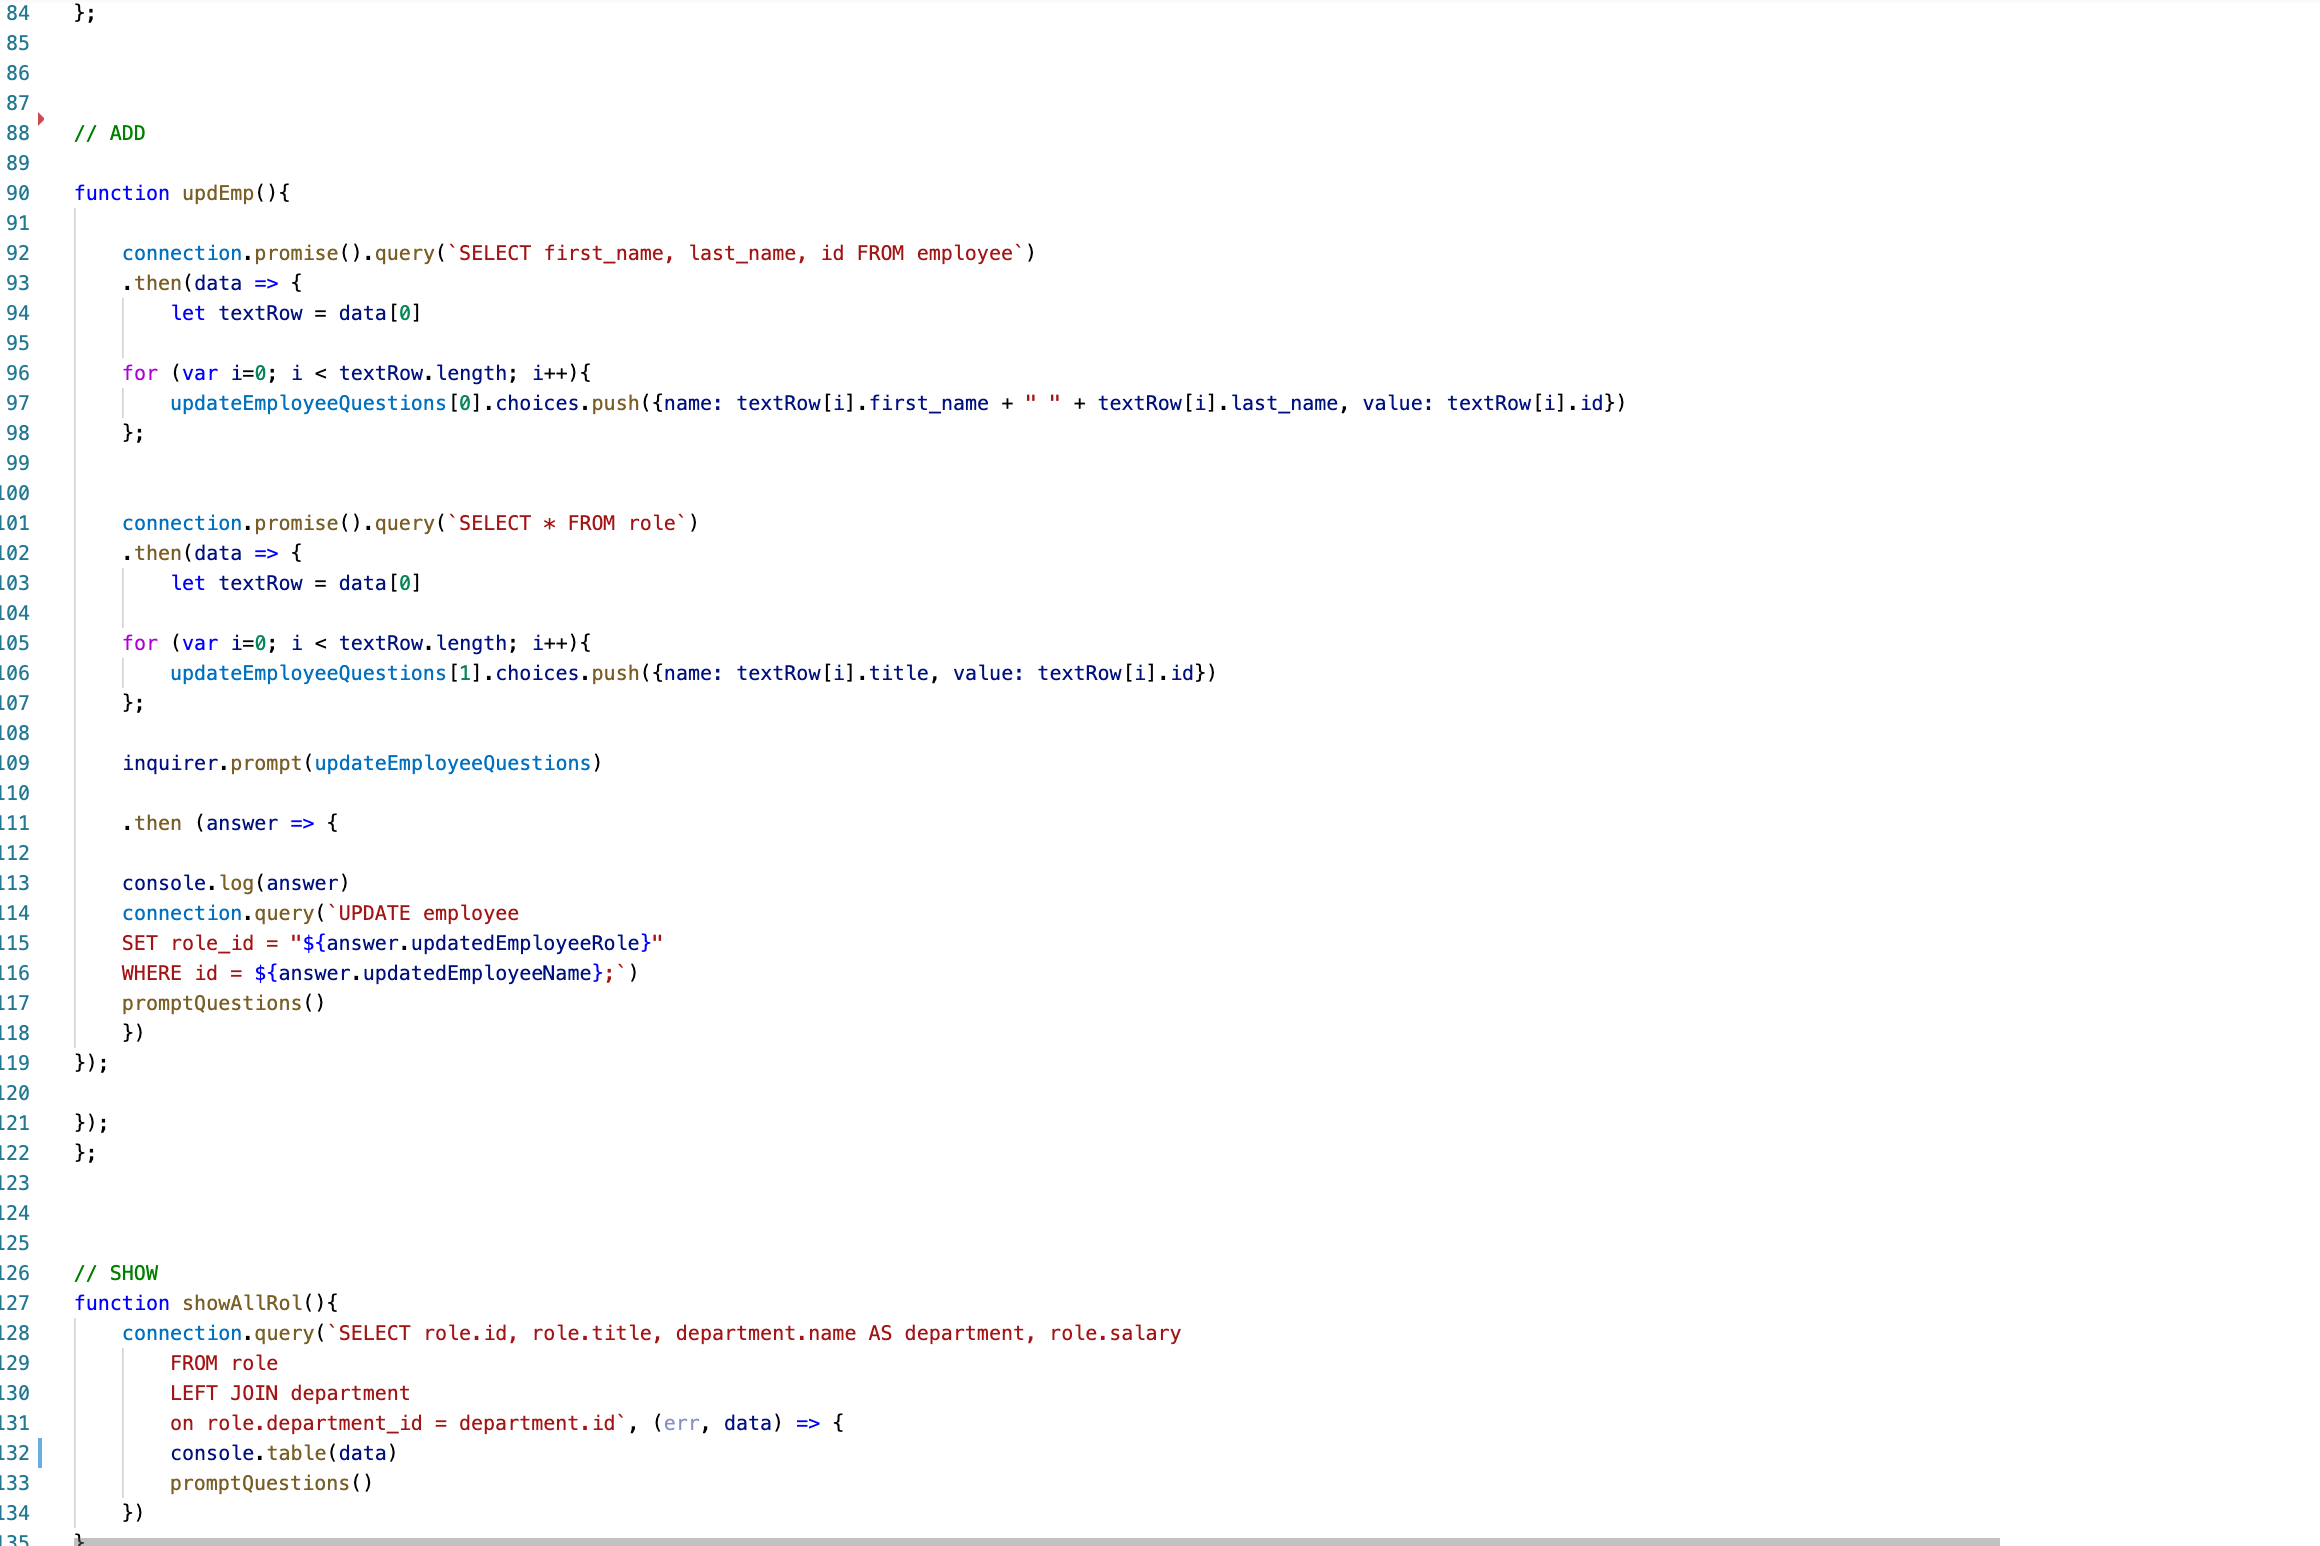 84 };
85
86
87
88 // ADD
89
90 function updEmp(){
91
92 connection.promise().query(`SELECT first_name, last_name, id FROM employee`)
93 .then(data => {
94 let textRow = data[0]
95
96 for (var i=0; i < textRow.length; i++){
97 updateEmployeeQuestions[0].choices.push({name: textRow[i].first_name + " " + textRow[i].last_name, value: textRow[i].id})
98 };
99
100
101 connection.promise().query(`SELECT * FROM role`)
102 .then(data => {
103 let textRow = data[0]
104
105 for (var i=0; i < textRow.length; i++){
106 updateEmployeeQuestions[1].choices.push({name: textRow[i].title, value: textRow[i].id})
107 };
108
109 inquirer.prompt(updateEmployeeQuestions)
110
111 .then (answer => {
112
113 console.log(answer)
114 connection.query(`UPDATE employee
115 SET role_id = "${answer.updatedEmployeeRole}"
116 WHERE id = ${answer.updatedEmployeeName};`)
117 promptQuestions()
118 })
119 });
120
121 });
122 };
123
124
125
126 // SHOW
127 function showAllRol(){
128 connection.query(`SELECT role.id, role.title, department.name AS department, role.salary
129 FROM role
130 LEFT JOIN department
131 on role.department_id = department.id`, (err, data) => {
132 console.table(data)
133 promptQuestions()
134 })
135 }